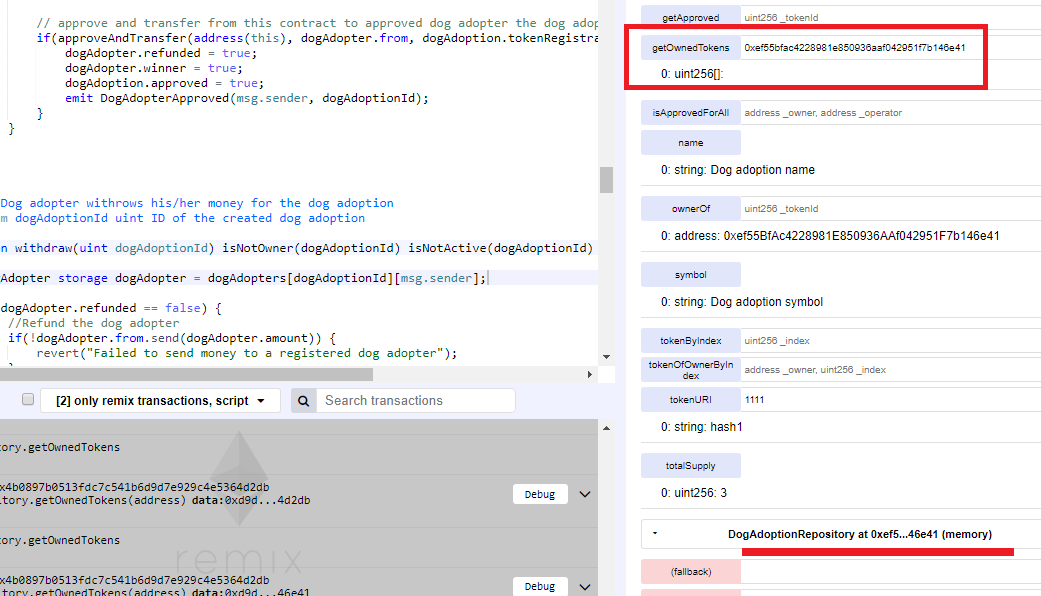 // approve and transfer from this contract to approved dog adopter the dog adop
if(approveAndTransfer(address(this), dogAdopter.from, dogAdoption.tokenRegistra
dogAdopter.refunded = true;
dogAdopter.winner = true;
dogAdoption.approved = true;
emit DogAdopterApproved(msg.sender, dogAdoptionId);
}
}
Dog adopter withrows his/her money for the dog adoption
m dogAdoptionId uint ID of the created dog adoption
n withdraw(uint dogAdoptionId) isNotOwner(dogAdoptionId) isNotActive(dogAdoptionId)
Adopter storage dogAdopter = dogAdopters[dogAdoptionId][msg.sender];
dogAdopter.refunded == false) {
//Refund the dog adopter
if(!dogAdopter.from.send(dogAdopter.amount)) {
revert("Failed to send money to a registered dog adopter");
[2] only remix transactions, script
Search transactions
tory.getOwnedTokens
x4b0897b0513fdc7c541b6d9d7e929c4e5364d2db
itory.getOwnedTokens(address) data:0xd9d...4d2db
Debug
tory.getOwnedTokens
remix
x4b0897b0513fdc7c541b6d9d7e929c4e5364d2db
itory.getOwnedTokens(address) data:0xd9d...46e41
Debug
getApproved uint256 _tokenId
getOwnedTokens 0xef55bfac4228981e850936aaf042951f7b146e41
0: uint256[]:
isApprovedForAll address _owner, address _operator
name
0: string: Dog adoption name
ownerOf uint256 _tokenId
0: address: 0xef55BfAc4228981E850936AAf042951F7b146e41
symbol
0: string: Dog adoption symbol
tokenByIndex uint256 _index
tokenOfOwnerByIn
dex address _owner, uint256 _index
tokenURI 1111
0: string: hash1
totalSupply
0: uint256: 3
DogAdoptionRepository at 0xef5...46e41 (memory)
(fallback)